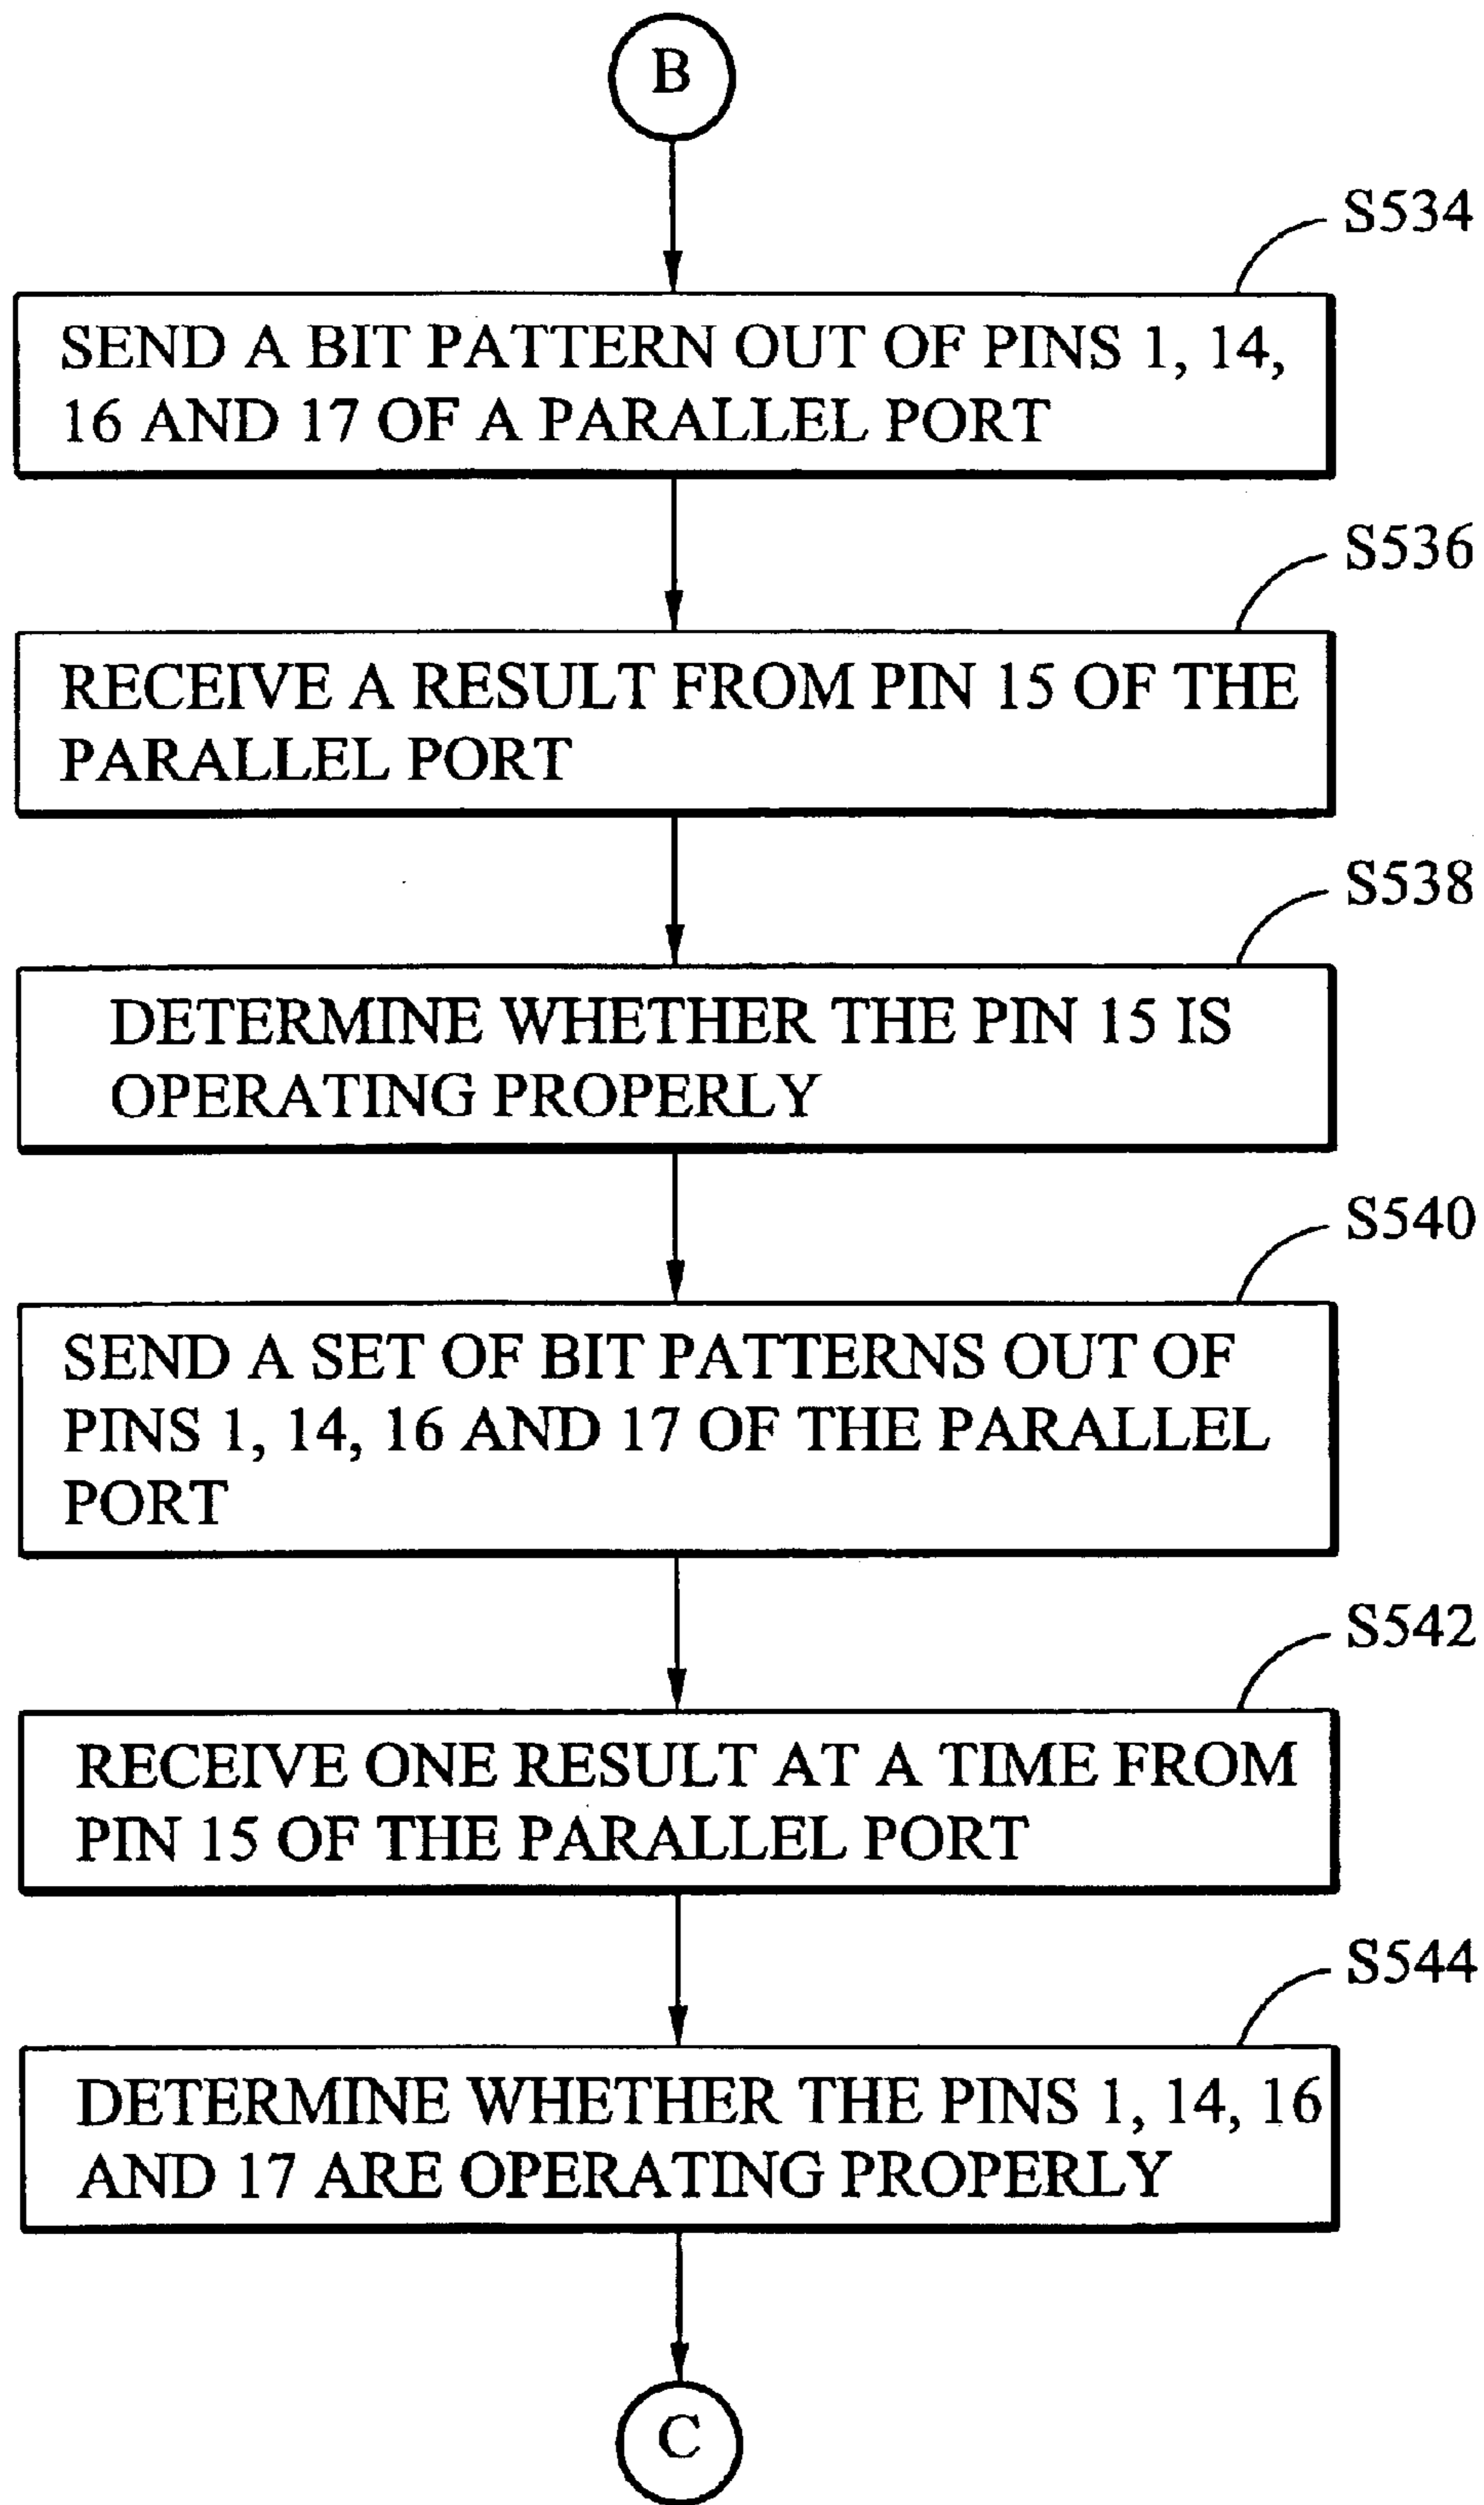 B
S534
SEND A BIT PATTERN OUT OF PINS 1, 14,
16 AND 17 OF A PARALLEL PORT
S536
RECEIVE A RESULT FROM PIN 15 OF THE
PARALLEL PORT
S538
DETERMINE WHETHER THE PIN 15 IS
OPERATING PROPERLY
S540
SEND A SET OF BIT PATTERNS OUT OF
PINS 1, 14, 16 AND 17 OF THE PARALLEL
PORT
S542
RECEIVE ONE RESULT AT A TIME FROM
PIN 15 OF THE PARALLEL PORT
S544
DETERMINE WHETHER THE PINS 1, 14, 16
AND 17 ARE OPERATING PROPERLY
C